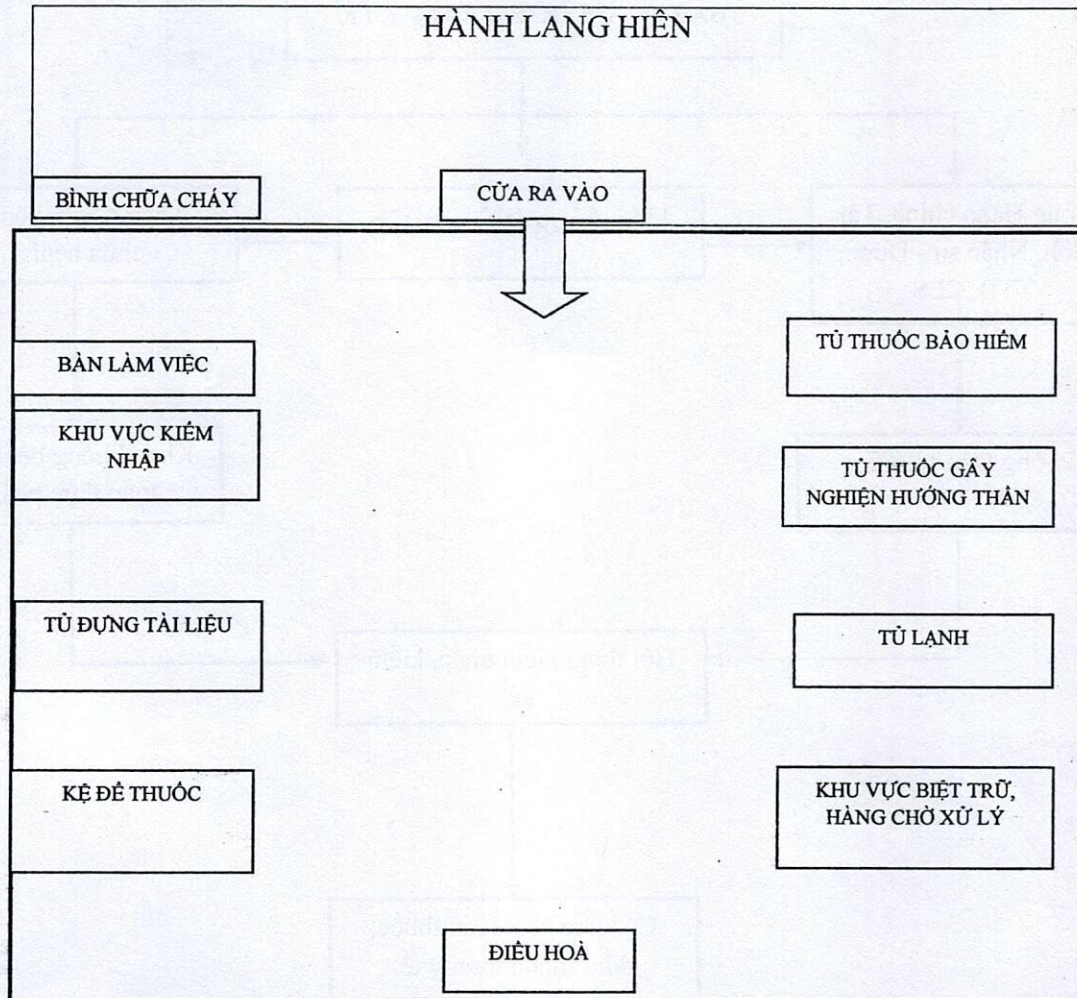 HÀNH LANG HIÊN
BÌNH CHỮA CHÁY
CỬA RA VÀO
BÀN LÀM VIỆC
TỦ THUỐC BẢO HIỂM
KHU VỰC KIỂM
NHẬP
TỦ THUỐC GÂY
NGHIỆN HƯỚNG THẦN
TỦ ĐỰNG TÀI LIỆU
TỦ LẠNH
KỆ ĐỂ THUỐC
KHU VỰC BIỆT TRỮ,
HÀNG CHỜ XỬ LÝ
ĐIỀU HOÀ